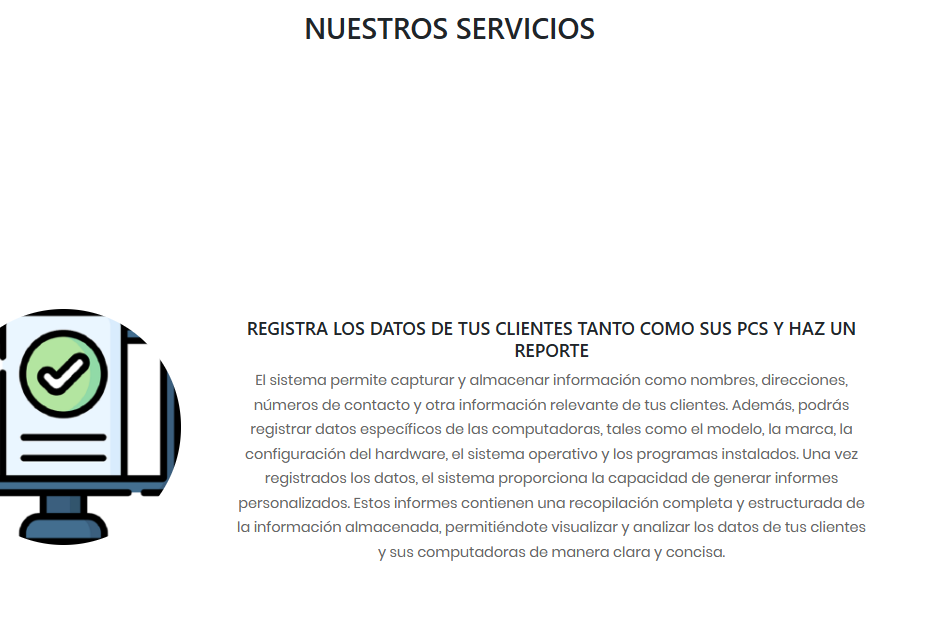 NUESTROS SERVICIOS
REGISTRA LOS DATOS DE TUS CLIENTES TANTO COMO SUS PCS Y HAZ UN
REPORTE
El sistema permite capturar y almacenar información como nombres, direcciones,
números de contacto y otra información relevante de tus clientes. Además, podrás
registrar datos específicos de las computadoras, tales como el modelo, la marca, la
configuración del hardware, el sistema operativo y los programas instalados. Una vez
registrados los datos, el sistema proporciona la capacidad de generar informes
personalizados. Estos informes contienen una recopilación completa y estructurada de
la información almacenada, permitiéndote visualizar y analizar los datos de tus clientes
y sus computadoras de manera clara y concisa.